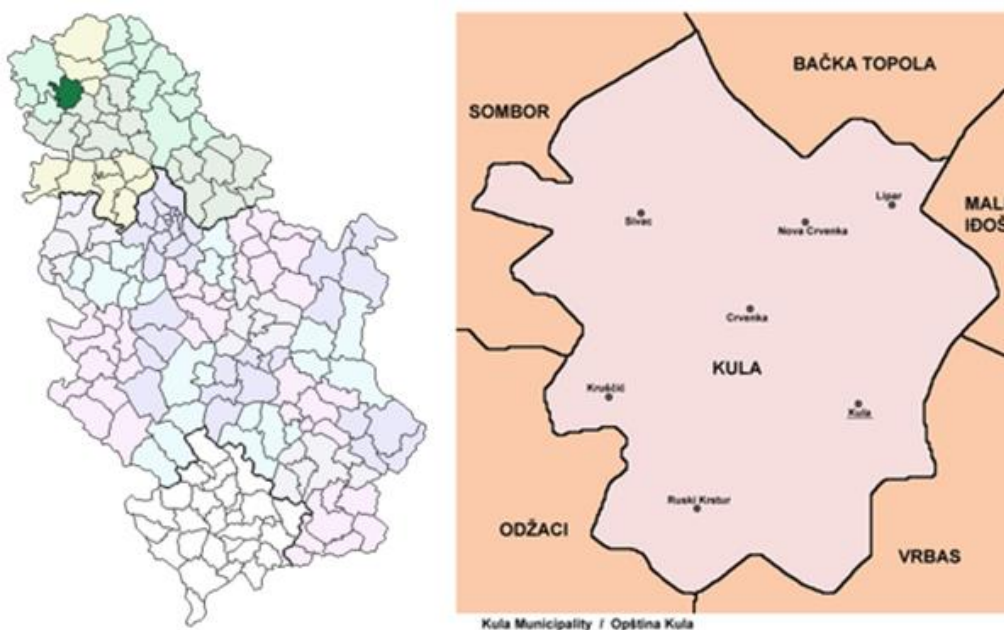 BAČKA TOPOLA
SOMBOR
Lipar
MALI
IĐOŠ
Sivac
Nova Crvenka
Crvenka
KULA
Kruščić
Kula
Ruski Krstur
ODŽACI
VRBAS
Kula Municipality / Opština Kula